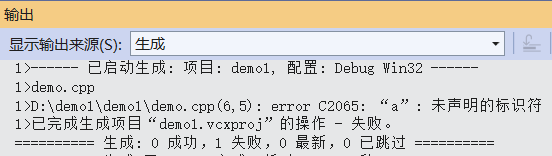 输出
显示输出来源(S): 生成
1>------ 已启动生成: 项目: demo1, 配置: Debug Win32 ------
1>demo.cpp
1>D:\demo1\demo1\demo.cpp(6,5): error C2065: “a”: 未声明的标识符
1>已完成生成项目“demo1.vcxproj”的操作 - 失败。
========== 生成: 0 成功，1 失败，0 最新，0 已跳过 ==========